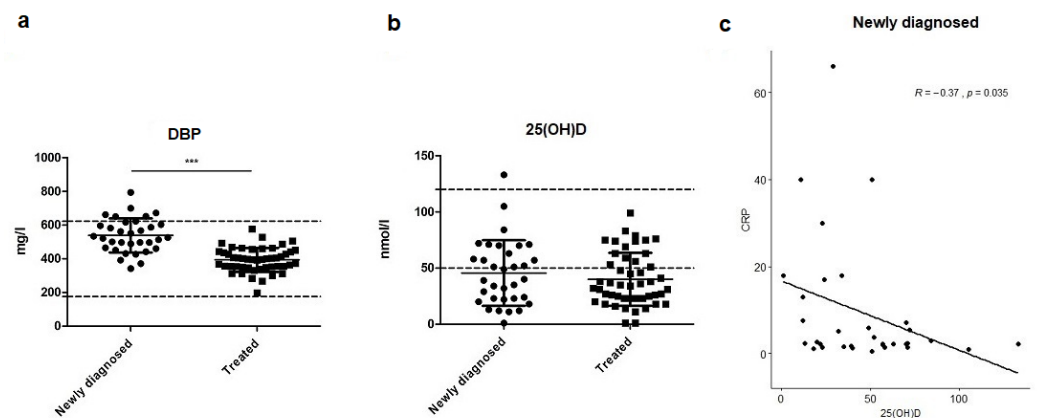 a
DBP
***
mg/l
1000
800
600
400
200
0
Newly diagnosed
Treated
b
25(OH)D
nmol/l
150
100
50
0
Newly diagnosed
Treated
c
Newly diagnosed
R = −0.37 , p = 0.035
CRP
60
40
20
0
0
50
100
25(OH)D